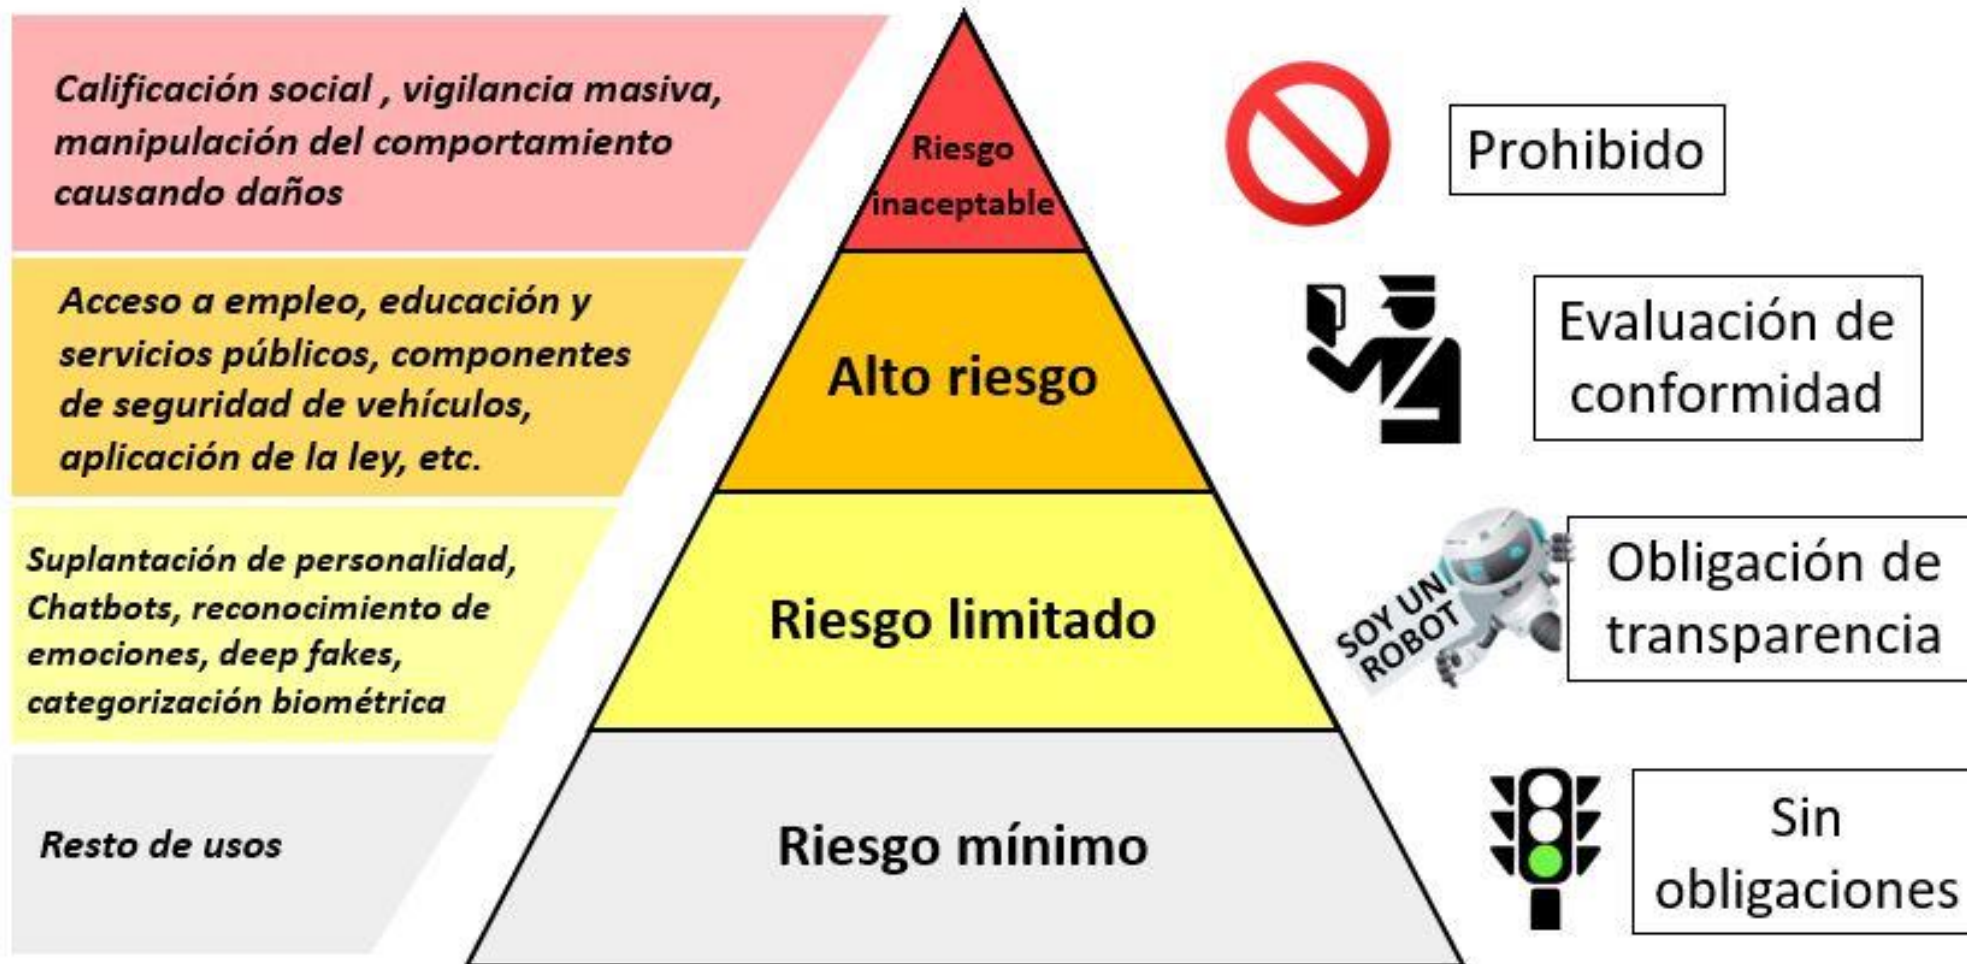 Calificación social , vigilancia masiva,
manipulación del comportamiento
causando daños
Riesgo
inaceptable
Prohibido
Acceso a empleo, educación y
servicios públicos, componentes
de seguridad de vehículos,
aplicación de la ley, etc.
Alto riesgo
Evaluación de
conformidad
Suplantación de personalidad,
Chatbots, reconocimiento de
emociones, deep fakes,
categorización biométrica
Riesgo limitado
SOY UN
ROBOT
Obligación de
transparencia
Resto de usos
Riesgo mínimo
Sin
obligaciones